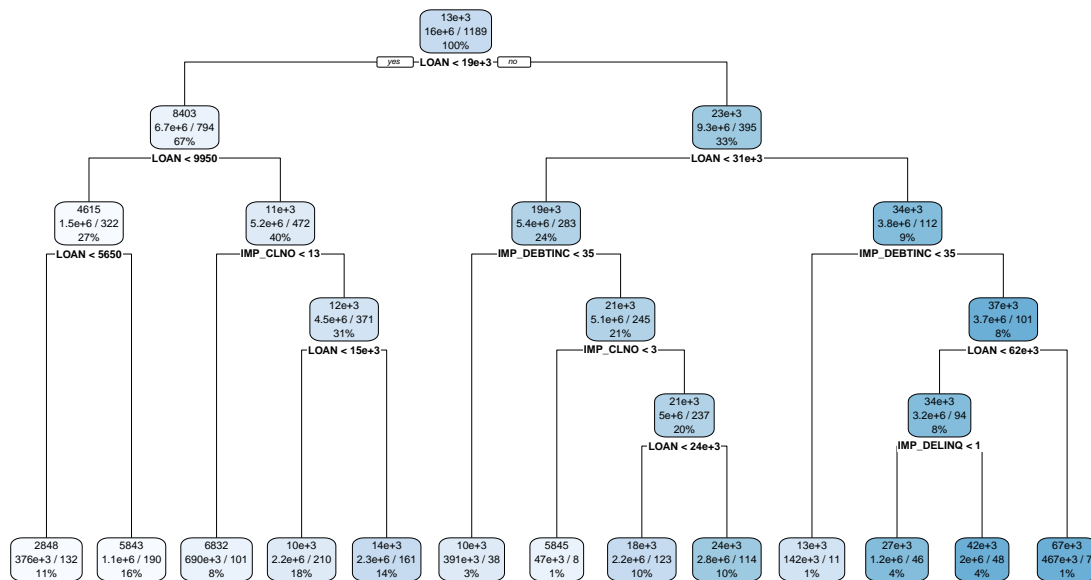 13e+3
16e+6 / 1189
100%
yes LOAN < 19e+3 no
8403
6.7e+6 / 794
67%
LOAN < 9950
23e+3
9.3e+6 / 395
33%
LOAN < 31e+3
4615
1.5e+6 / 322
27%
LOAN < 5650
11e+3
5.2e+6 / 472
40%
IMP_CLNO < 13
19e+3
5.4e+6 / 283
24%
IMP_DEBTINC < 35
34e+3
3.8e+6 / 112
9%
IMP_DEBTINC < 35
12e+3
4.5e+6 / 371
31%
LOAN < 15e+3
21e+3
5.1e+6 / 245
21%
IMP_CLNO < 3
37e+3
3.7e+6 / 101
8%
LOAN < 62e+3
21e+3
5e+6 / 237
20%
LOAN < 24e+3
34e+3
3.2e+6 / 94
8%
IMP_DELINQ < 1
2848
376e+3 / 132
11%
5843
1.1e+6 / 190
16%
6832
690e+3 / 101
8%
10e+3
2.2e+6 / 210
18%
14e+3
2.3e+6 / 161
14%
10e+3
391e+3 / 38
3%
5845
47e+3 / 8
1%
18e+3
2.2e+6 / 123
10%
24e+3
2.8e+6 / 114
10%
13e+3
142e+3 / 11
1%
27e+3
1.2e+6 / 46
4%
42e+3
2e+6 / 48
4%
67e+3
467e+3 / 7
1%